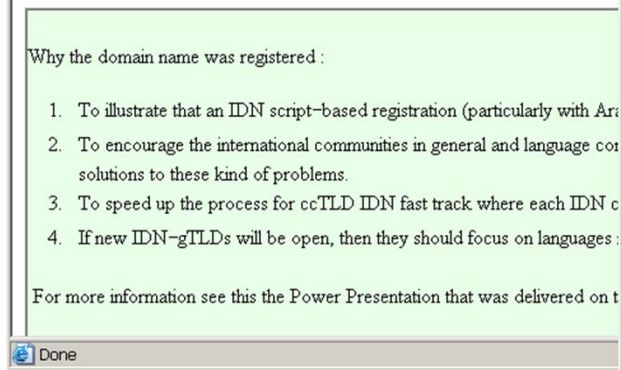 Why the domain name was registered :
1. To illustrate that an IDN script-based registration (particularly with Ara
2. To encourage the international communities in general and language co
solutions to these kind of problems.
3. To speed up the process for ccTLD IDN fast track where each IDN c
4. If new IDN-gTLDs will be open, then they should focus on languages
For more information see this the Power Presentation that was delivered on t
Done